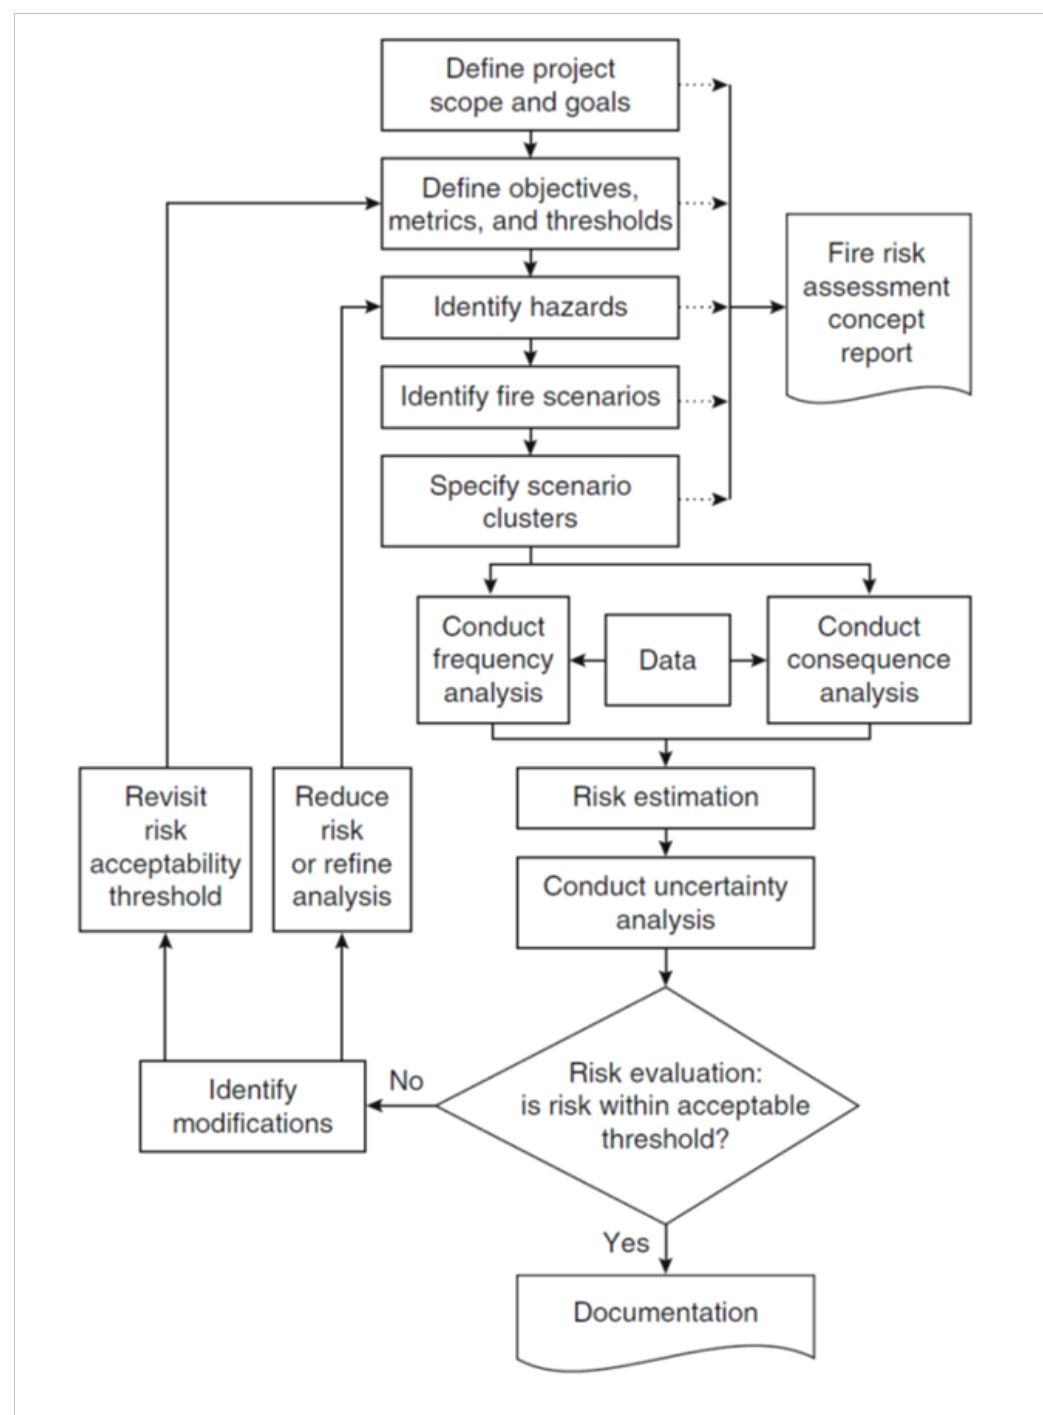 Define project
scope and goals
Define objectives,
metrics, and thresholds
Fire risk
assessment
concept
report
Identify hazards
Identify fire scenarios
Specify scenario
clusters
Conduct
frequency
analysis
Data
Conduct
consequence
analysis
Revisit
risk
acceptability
threshold
Reduce
risk
or refine
analysis
Risk estimation
Conduct uncertainty
analysis
Risk evaluation:
is risk within acceptable
threshold?
No
Identify
modifications
Yes
Documentation